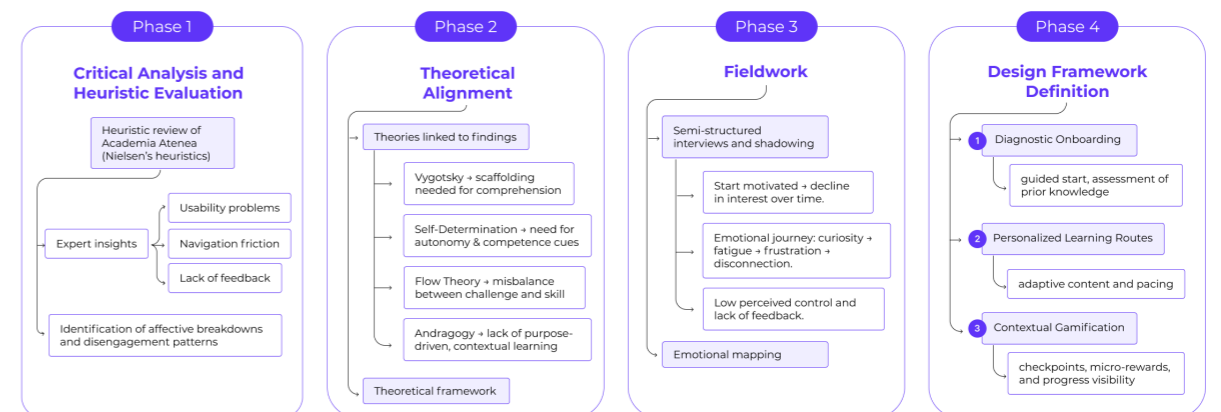 Phase 1
Critical Analysis and
Heuristic Evaluation
Heuristic review of
Academia Atenea
(Nielsen's heuristics)
Expert insights
Usability problems
Navigation friction
Lack of feedback
Identification of affective breakdowns
and disengagement patterns
Phase 2
Theoretical
Alignment
Theories linked to findings
Vygotsky → scaffolding
needed for comprehension
Self-Determination → need for
autonomy & competence cues
Flow Theory → misbalance
between challenge and skill
Andragogy → lack of purpose-
driven, contextual learning
Theoretical framework
Phase 3
Fieldwork
Semi-structured
interviews and shadowing
Start motivated → decline
in interest over time.
Emotional journey: curiosity →
fatigue → frustration →
disconnection.
Low perceived control and
lack of feedback.
Emotional mapping
Phase 4
Design Framework
Definition
1 Diagnostic Onboarding
guided start, assessment of
prior knowledge
2 Personalized Learning Routes
adaptive content and pacing
3 Contextual Gamification
checkpoints, micro-rewards,
and progress visibility